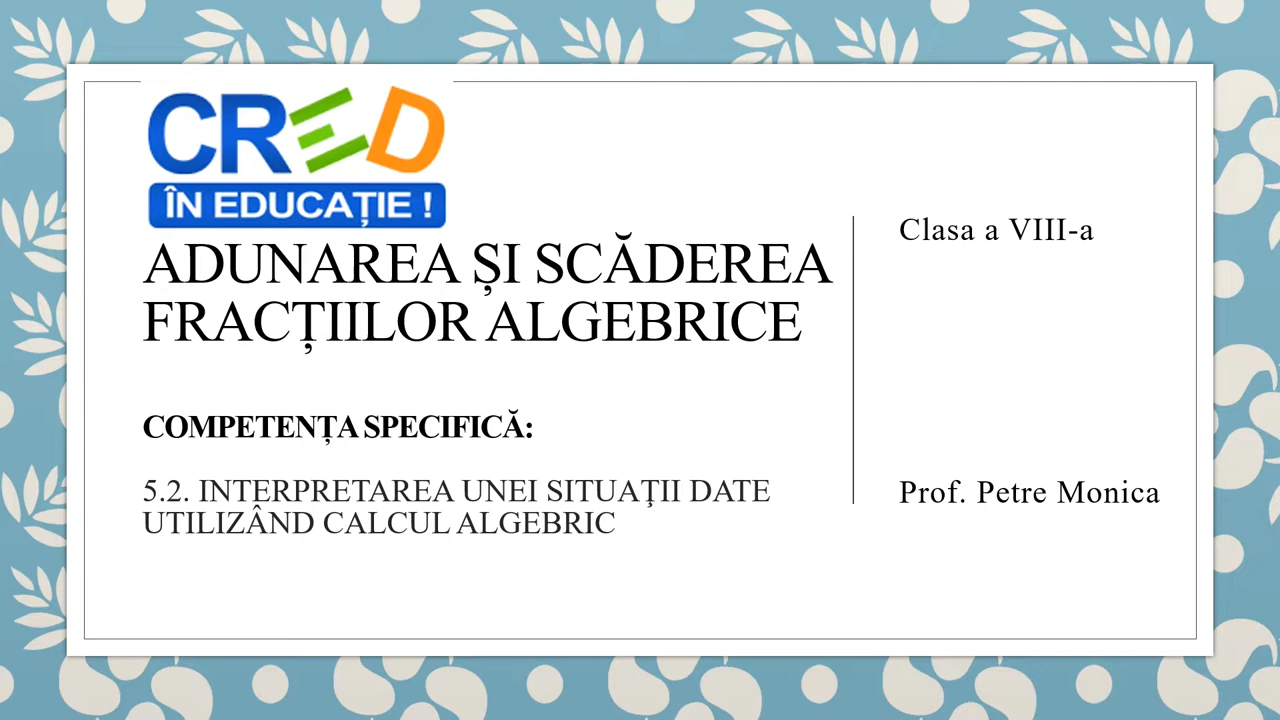 CRED
ÎN EDUCAȚIE !
ADUNAREA ȘI SCĂDEREA
FRACȚIILOR ALGEBRICE
COMPETENȚA SPECIFICĂ:
5.2. INTERPRETAREA UNEI SITUAŢII DATE
UTILIZÂND CALCUL ALGEBRIC
Clasa a VIII-a
Prof. Petre Monica